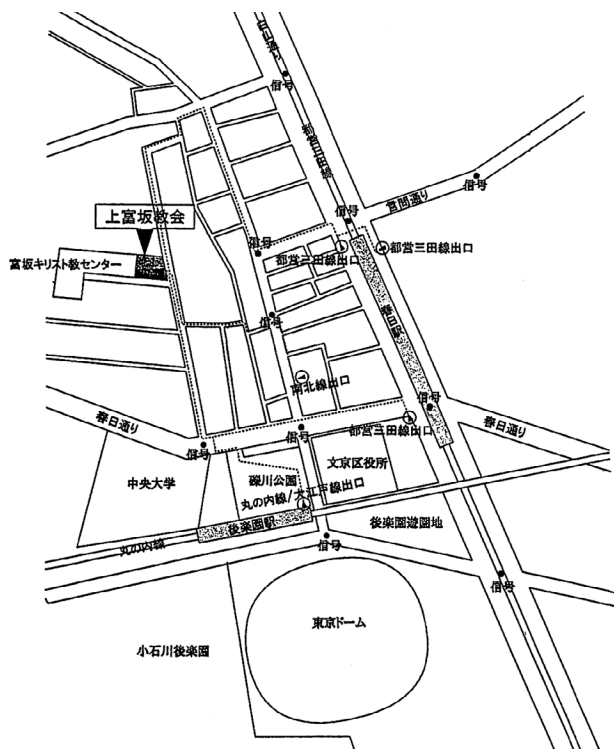 白山通り
信号
都営三田線
信号
言問通り
信号
上富坂教会
信号
都営三田線出口
都営三田線出口
富坂キリスト教センター
信号
春日駅
南北線出口
信号
春日通り
信号
信号
都営三田線出口
春日通り
中央大学
礫川公園
文京区役所
丸の内線/大江戸線出口
後楽園駅
後楽園遊園地
丸の内線
信号
信号
東京ドーム
小石川後楽園